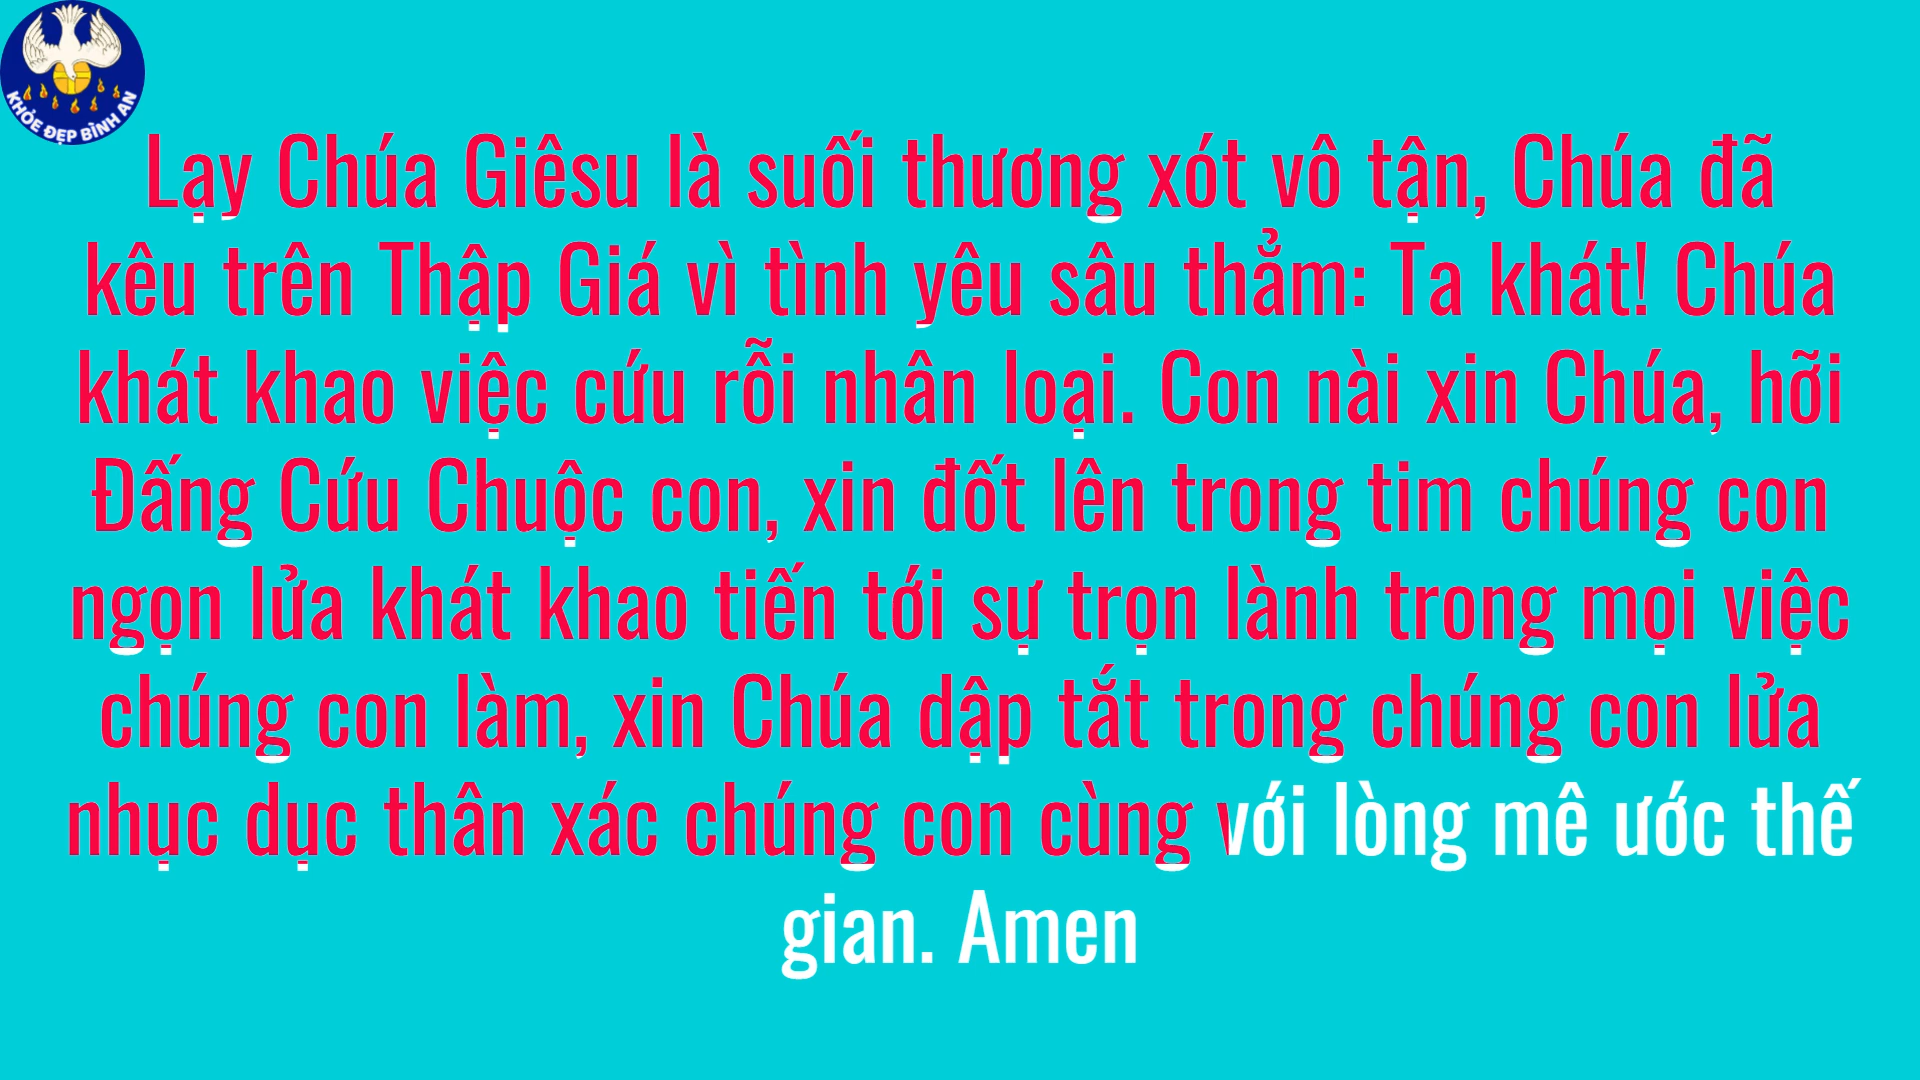 KHỎE ĐẸP BÌNH AN
Lạy Chúa Giêsu là suối thương xót vô tận, Chúa đã
kêu trên Thập Giá vì tình yêu sâu thẳm: Ta khát! Chúa
khát khao việc cứu rỗi nhân loại. Con nài xin Chúa, hỡi
Đấng Cứu Chuộc con, xin đốt lên trong tim chúng con
ngọn lửa khát khao tiến tới sự trọn lành trong mọi việc
chúng con làm, xin Chúa dập tắt trong chúng con lửa
nhục dục thân xác chúng con cùng với lòng mê ước thế
gian. Amen